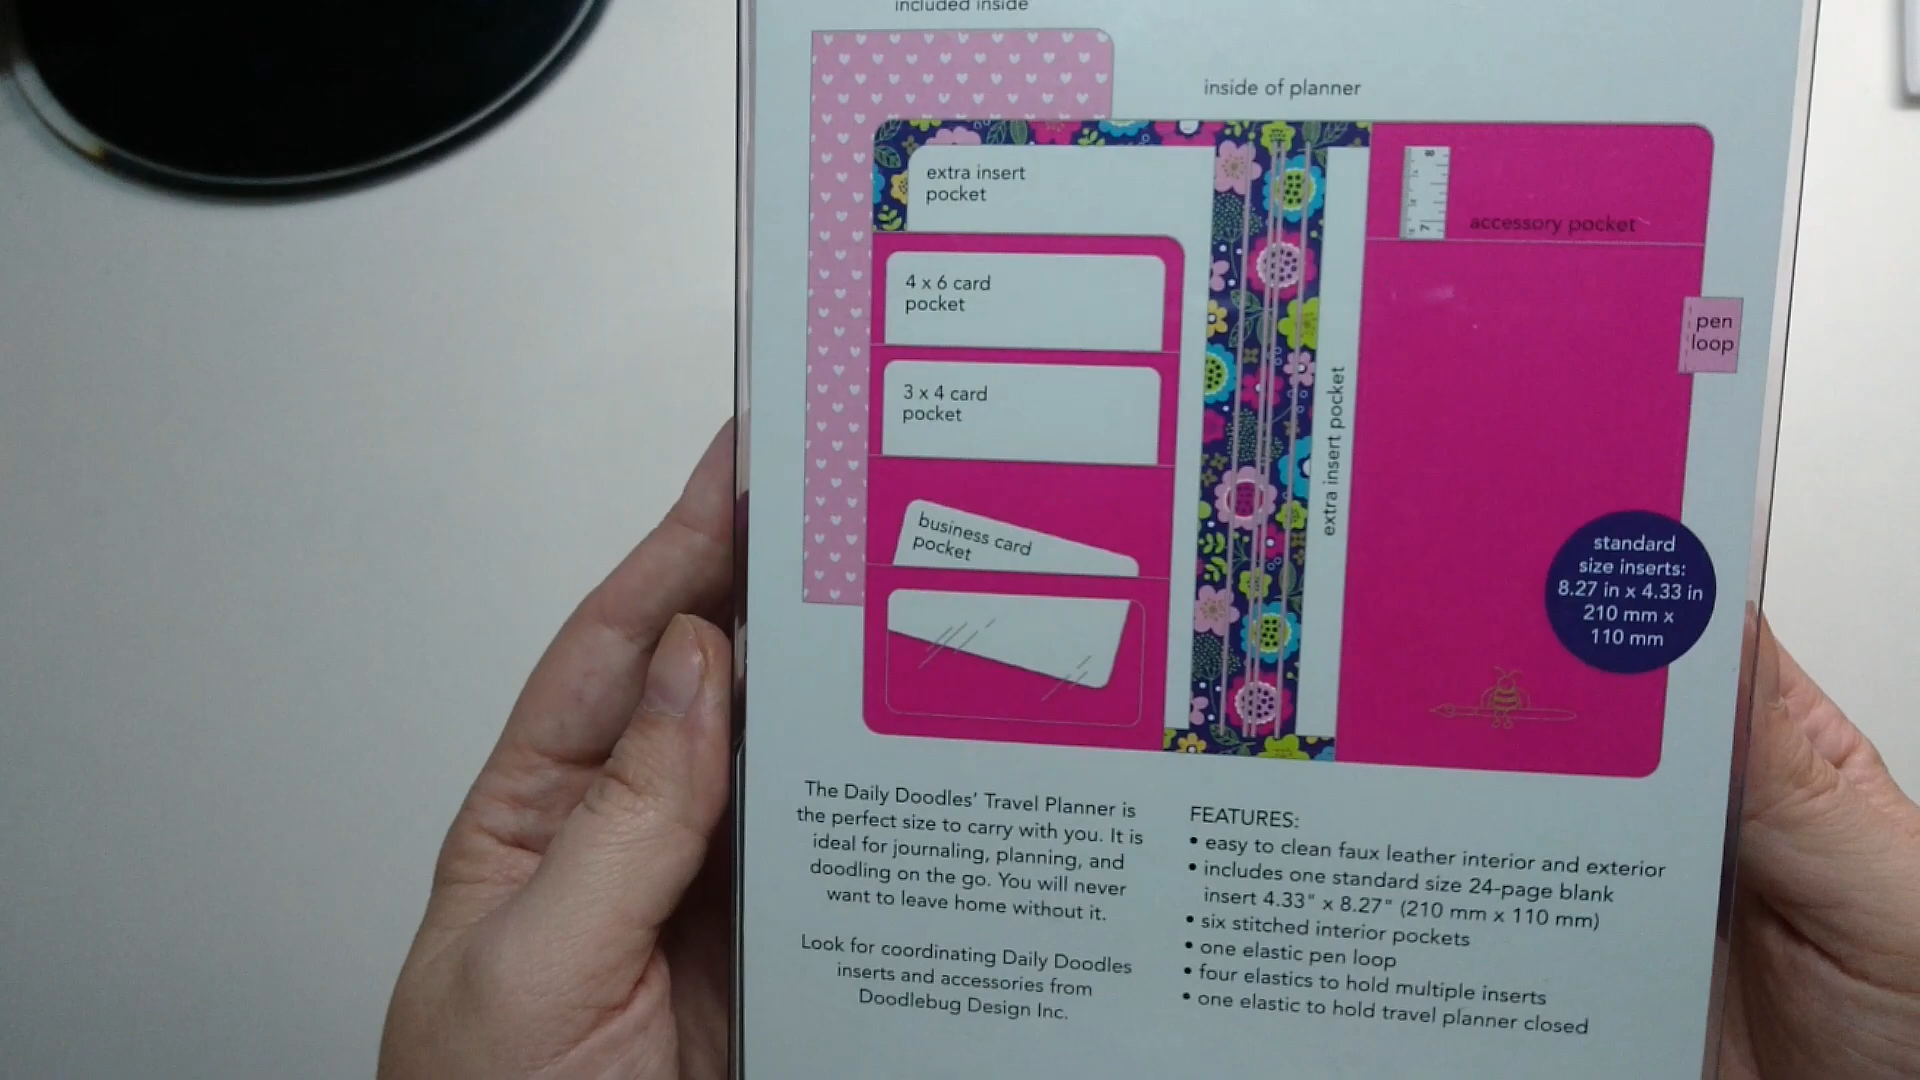 included inside
inside of planner
extra insert
pocket
4 x 6 card
pocket
3 x 4 card
pocket
business card
pocket
extra insert pocket
8
7
accessory pocket
pen
loop
standard
size inserts:
8.27 in x 4.33 in
210 mm x
110 mm
The Daily Doodles' Travel Planner is
the perfect size to carry with you. It is
ideal for journaling, planning, and
doodling on the go. You will never
want to leave home without it.
Look for coordinating Daily Doodles
inserts and accessories from
Doodlebug Design Inc.
FEATURES:
• easy to clean faux leather interior and exterior
• includes one standard size 24-page blank
insert 4.33" x 8.27" (210 mm x 110 mm)
• six stitched interior pockets
• one elastic pen loop
• four elastics to hold multiple inserts
• one elastic to hold travel planner closed